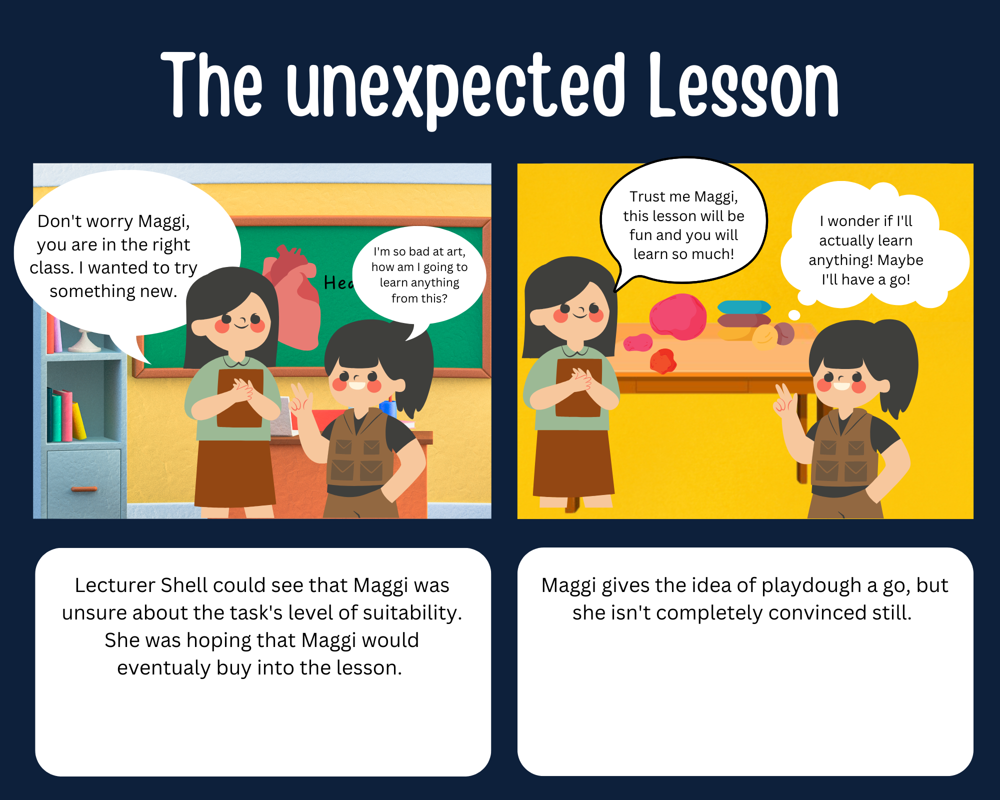 The unexpected Lesson
Don't worry Maggi,
you are in the right
class. I wanted to try
something new.
I'm so bad at art,
how am I going to
learn anything
from this?
Trust me Maggi,
this lesson will be
fun and you will
learn so much!
I wonder if I'll
actually learn
anything! Maybe
I'll have a go!
Lecturer Shell could see that Maggi was
unsure about the task's level of suitability.
She was hoping that Maggi would
eventualy buy into the lesson.
Maggi gives the idea of playdough a go, but
she isn't completely convinced still.